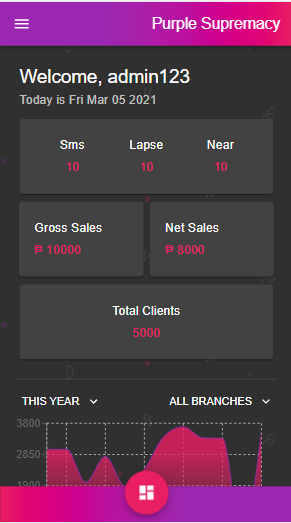 Purple Supremacy
Welcome, admin123
Today is Fri Mar 05 2021
Sms Lapse Near
10 10 10
Gross Sales Net Sales
₱ 10000 ₱ 8000
Total Clients
5000
THIS YEAR ALL BRANCHES
3800
2850
1900